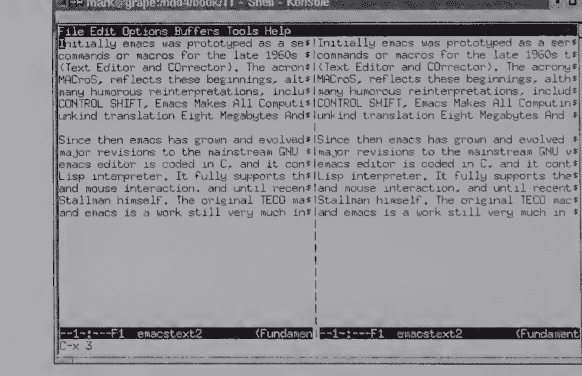 mark@grape:/mdd4/book/11 - Shell - Konsole
File Edit Options Buffers Tools Help
Initially emacs was prototyped as a se$|Initially emacs was prototyped as a ser$
commands or macros for the late 1960s $|commands or macros for the late 1960s t$
(Text Editor and COrrector). The acron$|(Text Editor and COrrector). The acrony$
MACroS, reflects these beginnings, alt$|MACroS, reflects these beginnings, alth$
many humorous reinterpretations, inclu$|many humorous reinterpretations, includ$
CONTROL SHIFT, Emacs Makes All Computi$|CONTROL SHIFT, Emacs Makes All Computin$
unkind translation Eight Megabytes And$|unkind translation Eight Megabytes And $
Since then emacs has grown and evolved$|Since then emacs has grown and evolved $
major revisions to the mainstream GNU $|major revisions to the mainstream GNU v$
emacs editor is coded in C, and it con$|emacs editor is coded in C, and it cont$
Lisp interpreter. It fully supports th$|Lisp interpreter. It fully supports the$
and mouse interaction, and until recen$|and mouse interaction, and until recent$
Stallman himself. The original TECO ma$|Stallman himself. The original TECO mac$
and emacs is a work still very much in$|and emacs is a work still very much in $
--1-:---F1 emacstext2 (Fundamen|--1-:---F1 emacstext2 (Fundament
C-x 3